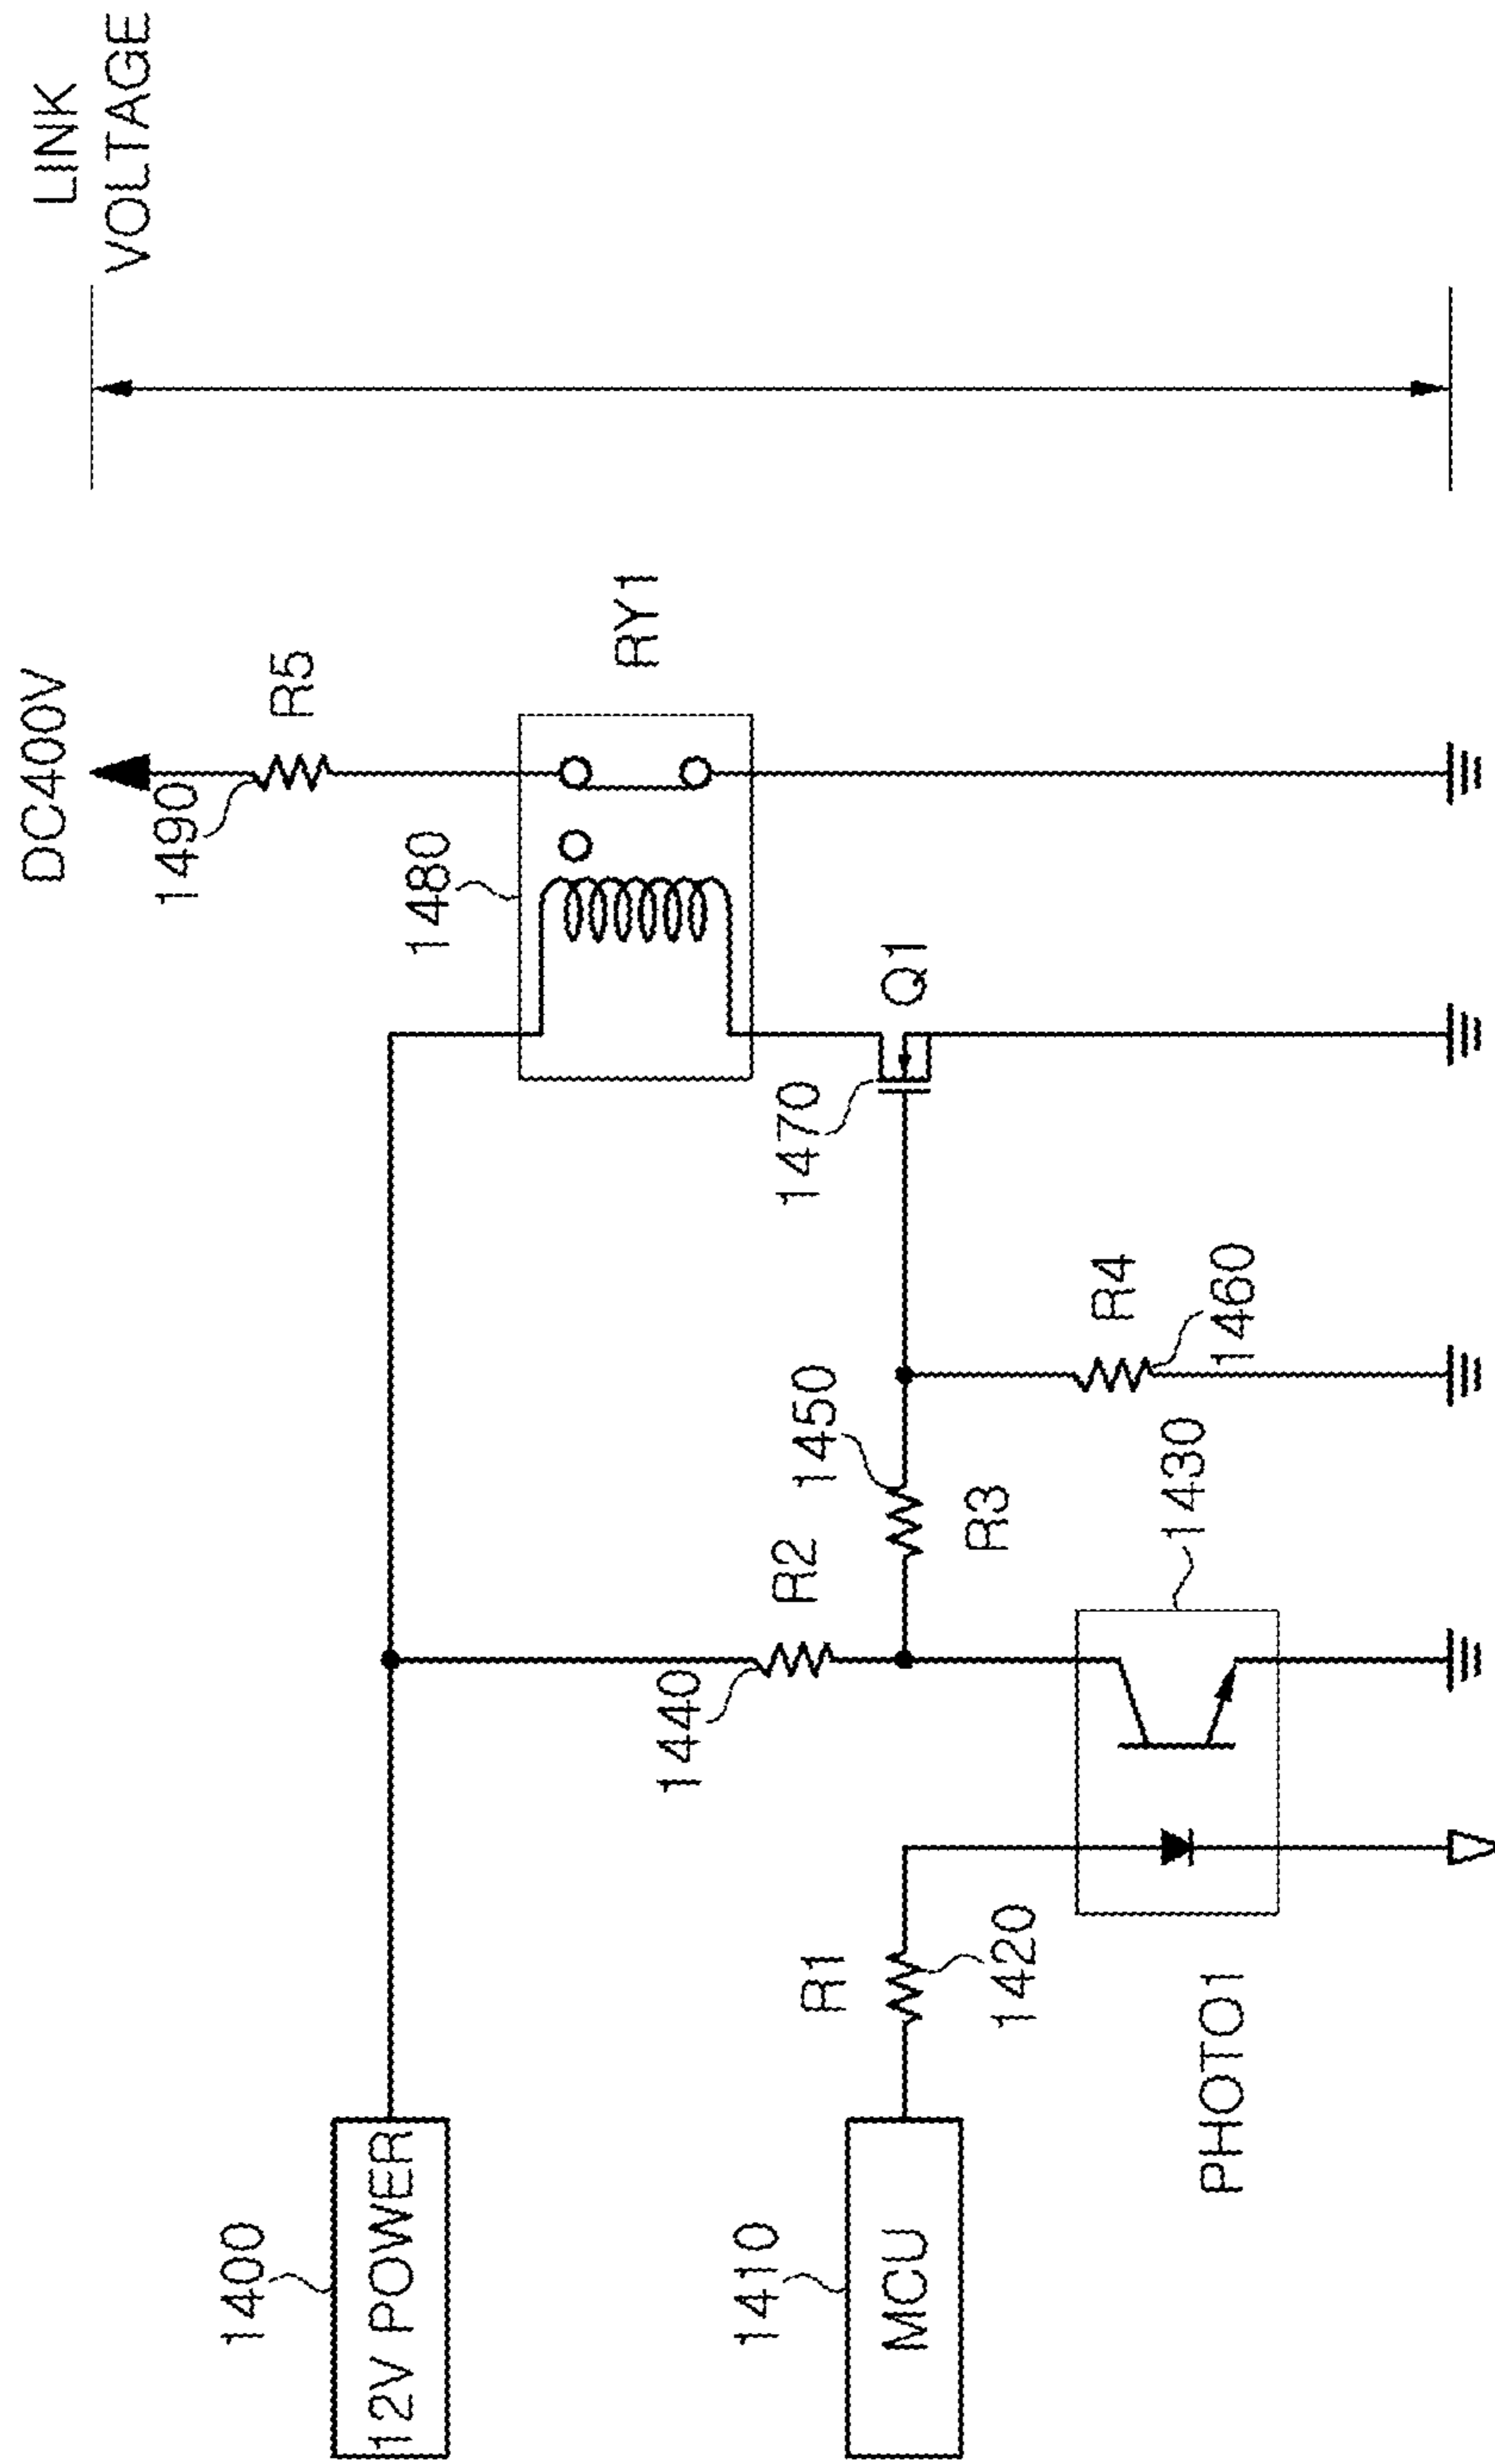 LINK
VOLTAGE
DC400V
1490
R5
1480
RY1
1400
12V POWER
1440
R2
1450
R3
1470
Q1
1410
MCU
R1
1420
R4
1460
1430
PHOTO1